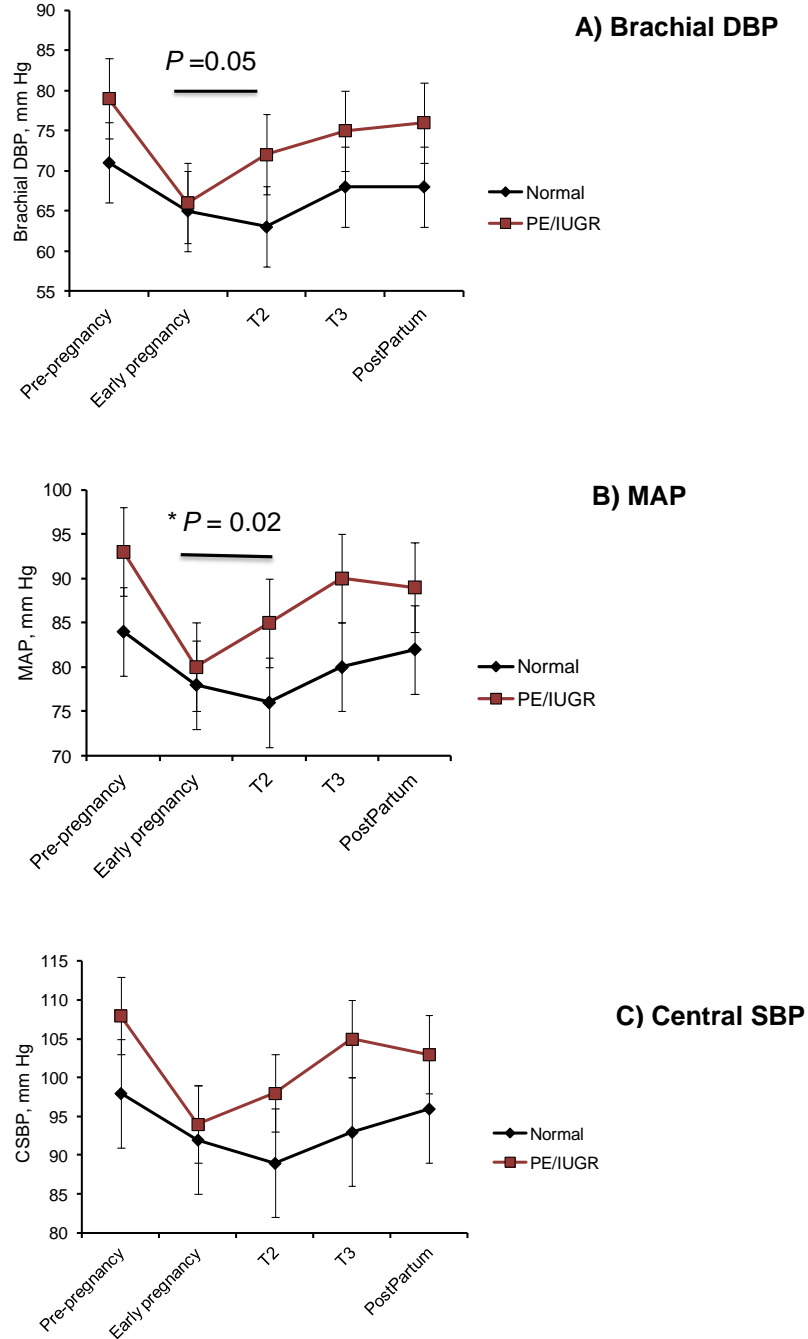 A) Brachial DBP
P =0.05
Brachial DBP, mm Hg
90
85
80
75
70
65
60
55
Pre-pregnancy
Early pregnancy
T2
T3
PostPartum
Normal
PE/IUGR
B) MAP
* P = 0.02
MAP, mm Hg
100
95
90
85
80
75
70
Pre-pregnancy
Early pregnancy
T2
T3
PostPartum
Normal
PE/IUGR
C) Central SBP
CSBP, mm Hg
115
110
105
100
95
90
85
80
Pre-pregnancy
Early pregnancy
T2
T3
PostPartum
Normal
PE/IUGR